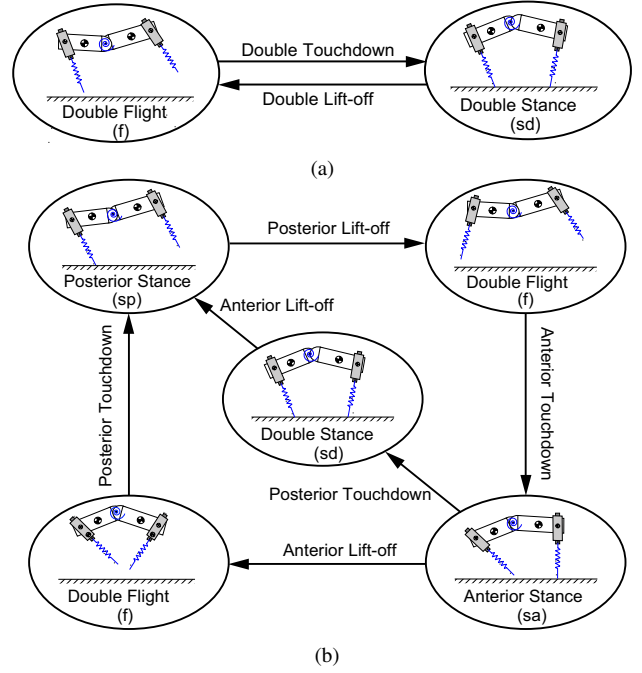 Double Touchdown
Double Lift-off
Double Flight
(f)
Double Stance
(sd)
(a)
Posterior Lift-off
Posterior Stance
(sp)
Double Flight
(f)
Anterior Lift-off
Posterior Touchdown
Anterior Touchdown
Double Stance
(sd)
Posterior Touchdown
Anterior Lift-off
Double Flight
(f)
Anterior Stance
(sa)
(b)